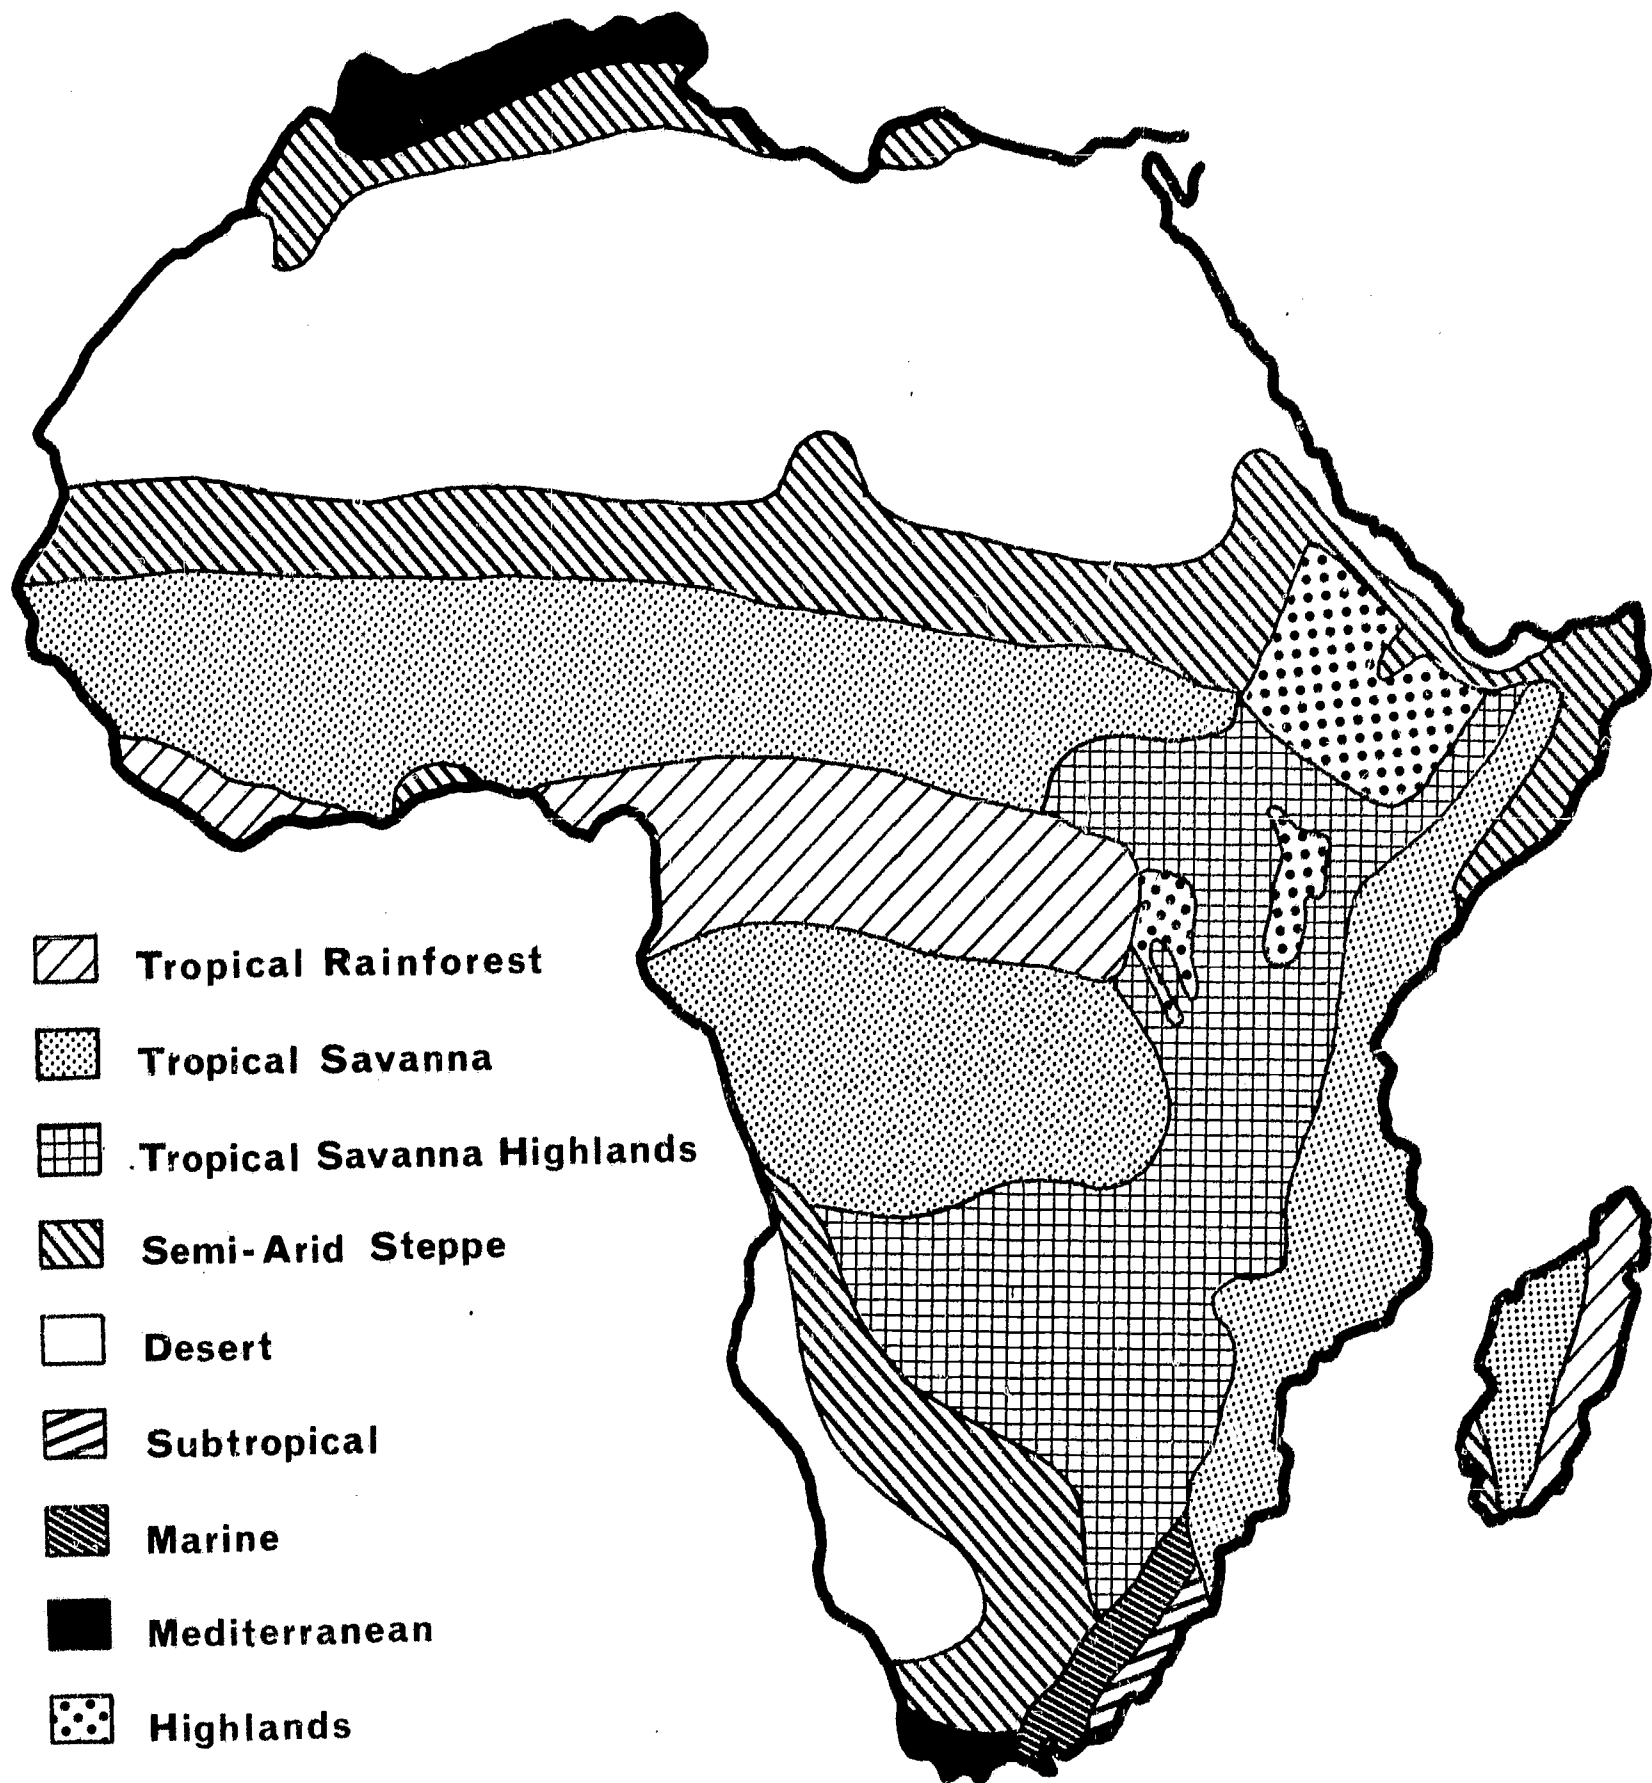 Tropical Rainforest
Tropical Savanna
Tropical Savanna Highlands
Semi-Arid Steppe
Desert
Subtropical
Marine
Mediterranean
Highlands